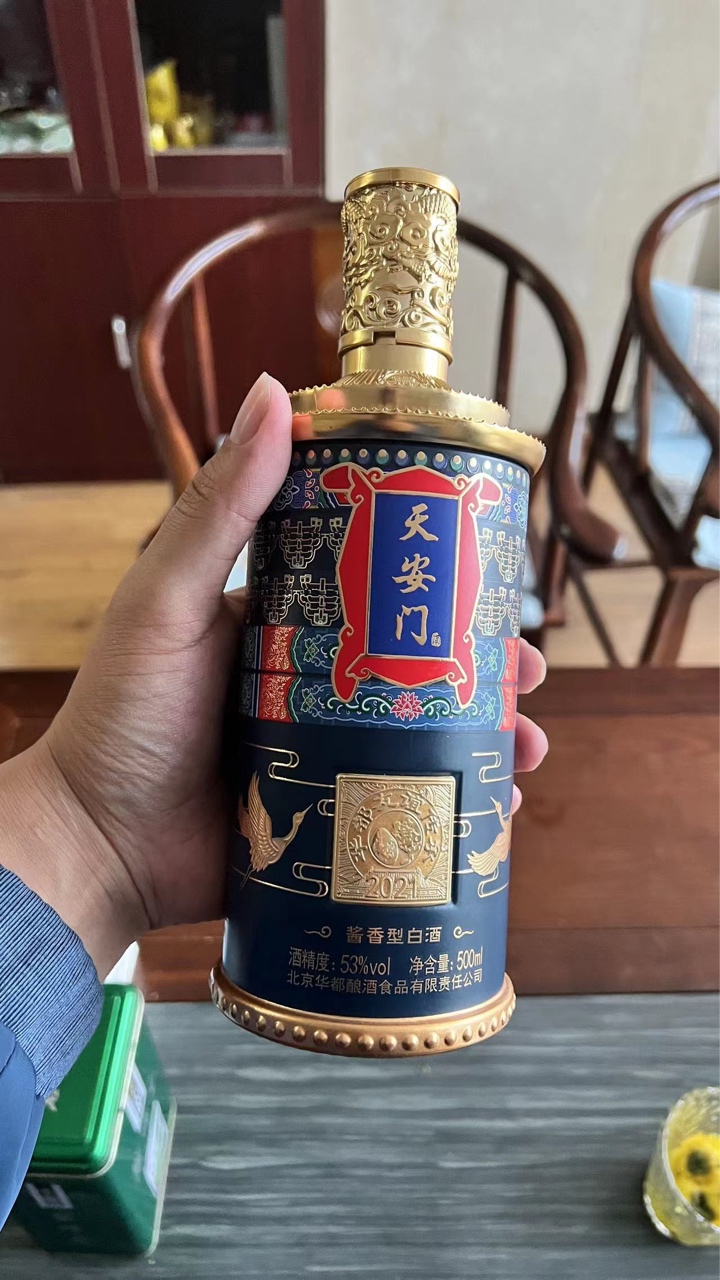 天安门
2021
酱香型白酒
酒精度：53%vol 净含量：500ml
北京华都酿酒食品有限责任公司